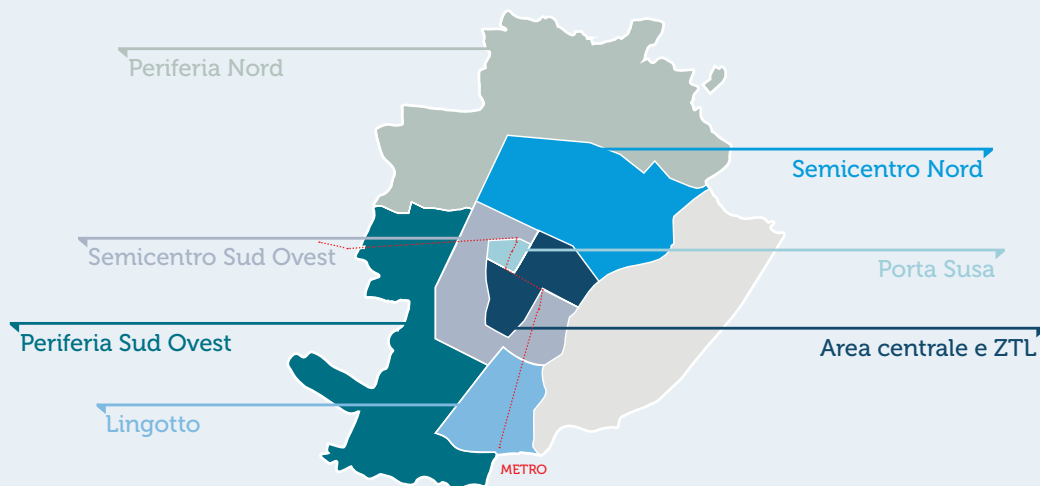 Periferia Nord
Semicentro Nord
Semicentro Sud Ovest
Porta Susa
Periferia Sud Ovest
Area centrale e ZTL
Lingotto
METRO